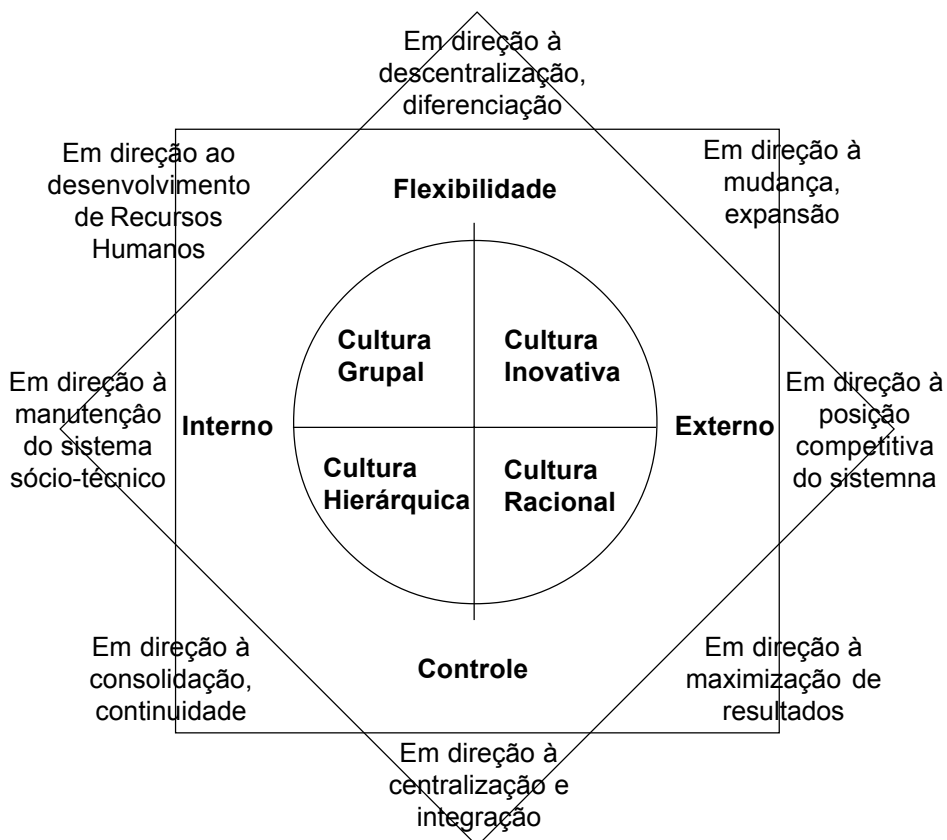 Em direção à
descentralização,
diferenciação
Em direção ao
desenvolvimento
de Recursos
Humanos
Em direção à
mudança,
expansão
Flexibilidade
Cultura
Grupal
Cultura
Inovativa
Em direção à
manutenção
do sistema
sócio-técnico
Interno
Externo
Em direção à
posição
competitiva
do sistemna
Cultura
Hierárquica
Cultura
Racional
Em direção à
consolidação,
continuidade
Controle
Em direção à
maximização de
resultados
Em direção à
centralização e
integração